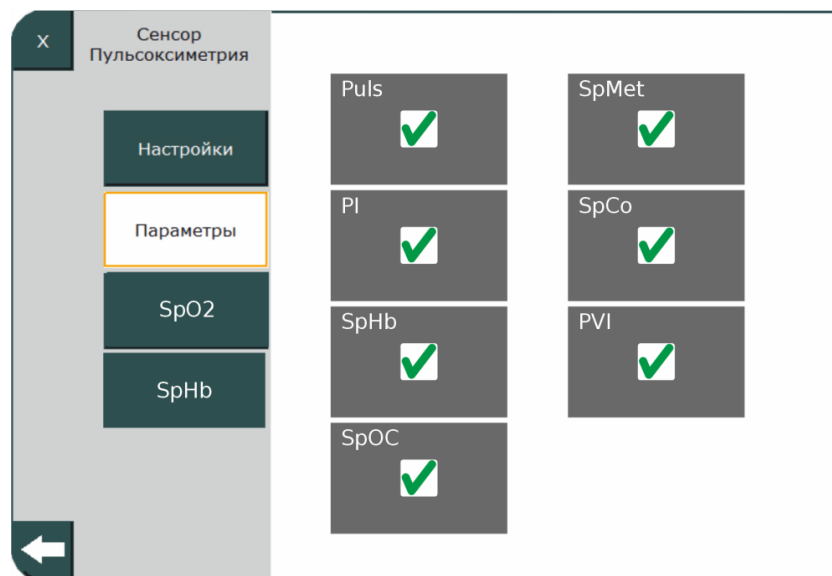 X
Сенсор
Пульсоксиметрия
Настройки
Параметры
SpO2
SpHb
Puls
SpMet
PI
SpCo
SpHb
PVI
SpOC